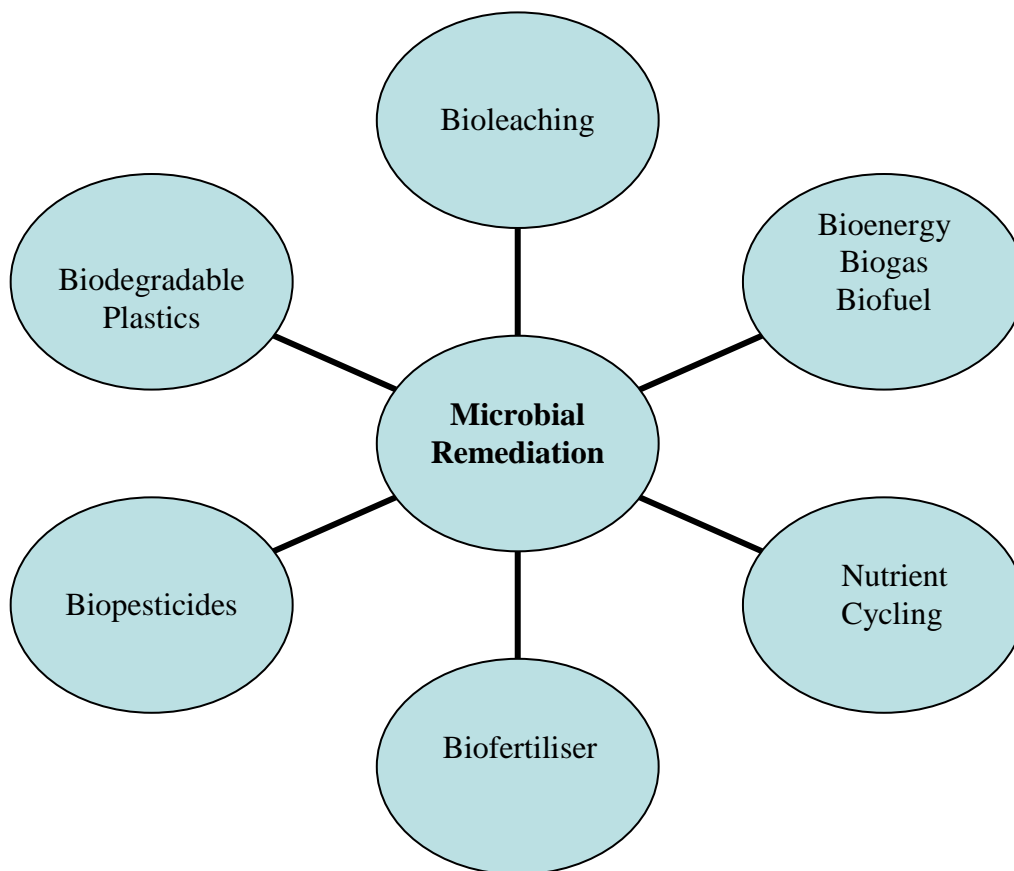 Bioleaching
Bioenergy
Biogas
Biofuel
Biodegradable
Plastics
Microbial
Remediation
Nutrient
Cycling
Biopesticides
Biofertiliser